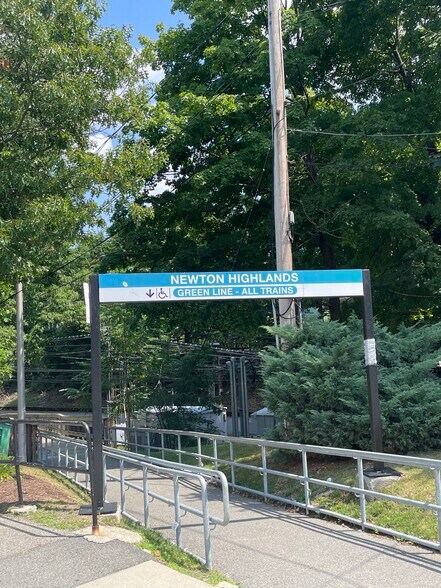 NEWTON HIGHLANDS
GREEN LINE - ALL TRAINS